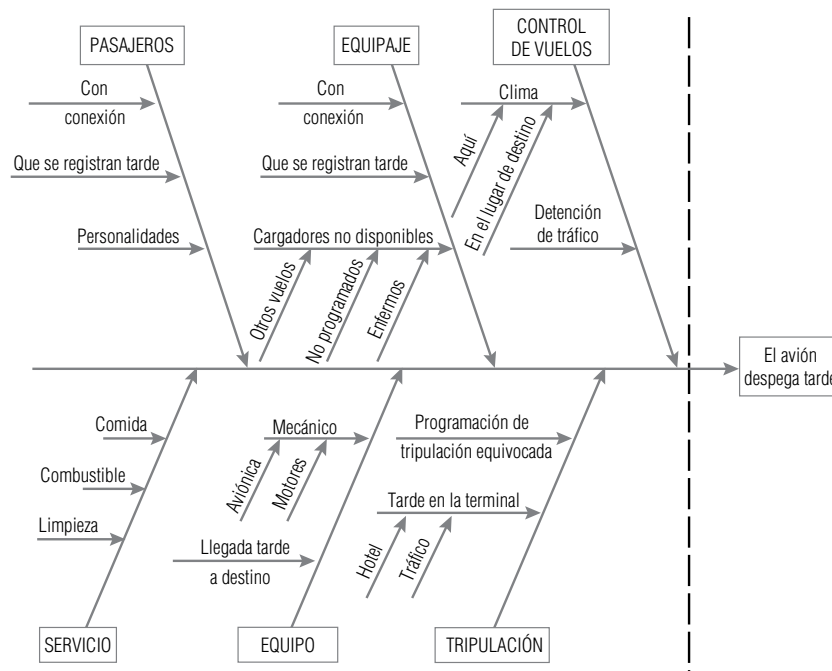 PASAJEROS
EQUIPAJE
CONTROL
DE VUELOS
Con
conexión
Que se registran tarde
Personalidades
Con
conexión
Que se registran tarde
Cargadores no disponibles
Otros vuelos
No programados
Enfermos
Clima
Aquí
En el lugar de destino
Detención
de tráfico
El avión
despega tarde
Comida
Combustible
Limpieza
Mecánico
Aviónica
Motores
Llegada tarde
a destino
Programación de
tripulación equivocada
Tarde en la terminal
Hotel
Tráfico
SERVICIO
EQUIPO
TRIPULACIÓN